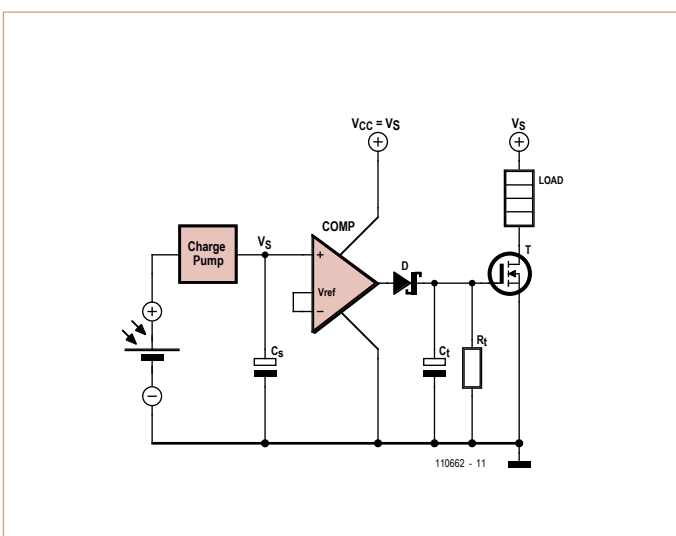 VCC = VS
VS
LOAD
COMP
T
Charge
Pump
VS
+
D
Vref
–
Rt
+
Cs
Ct
–
110662 - 11
+
+